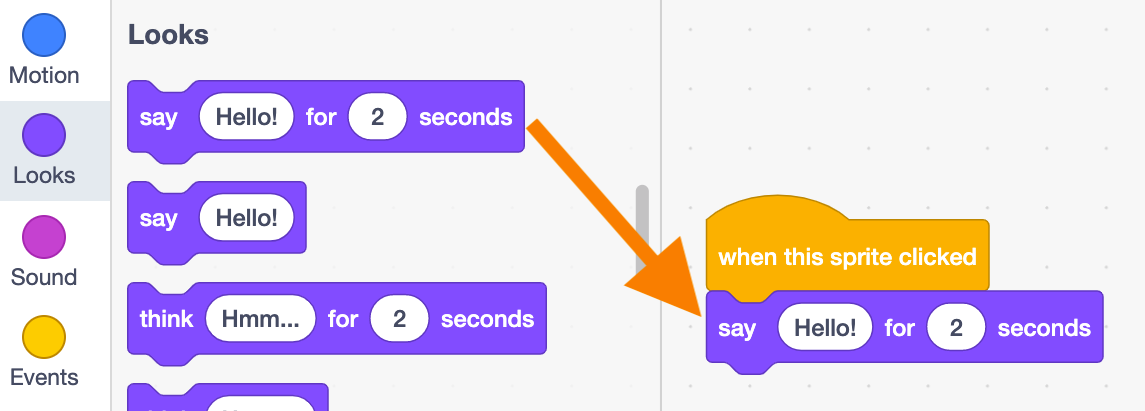 Motion
Looks
Sound
Events
Looks
say Hello! for 2 seconds
say Hello!
think Hmm... for 2 seconds
when this sprite clicked
say Hello! for 2 seconds